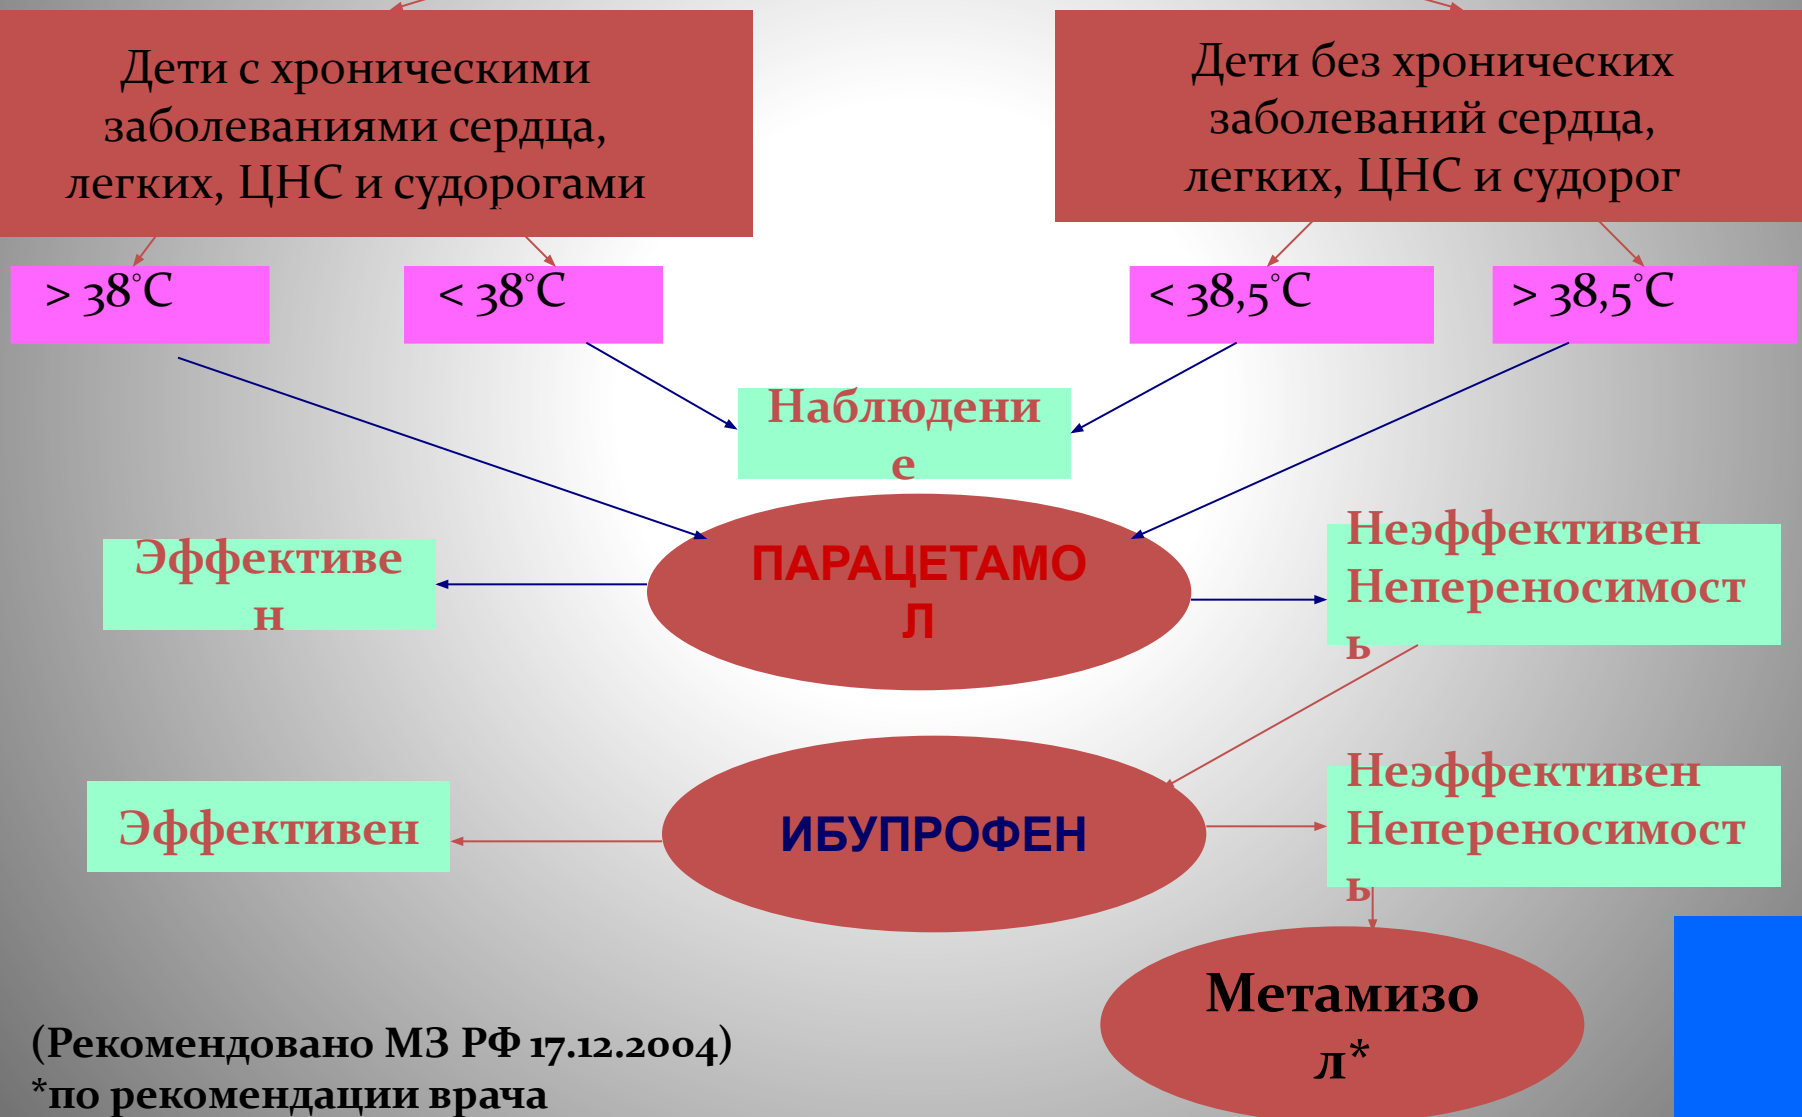 Дети с хроническими
заболеваниями сердца,
легких, ЦНС и судорогами
Дети без хронических
заболеваний сердца,
легких, ЦНС и судорог
> 38°C
< 38°C
< 38,5°C
> 38,5°C
Наблюдени
е
Эффективе
н
ПАРАЦЕТАМО
Л
Неэффективен
Непереносимост
ь
Эффективен
ИБУПРОФЕН
Неэффективен
Непереносимост
ь
Метамизо
л*
(Рекомендовано МЗ РФ 17.12.2004)
*по рекомендации врача